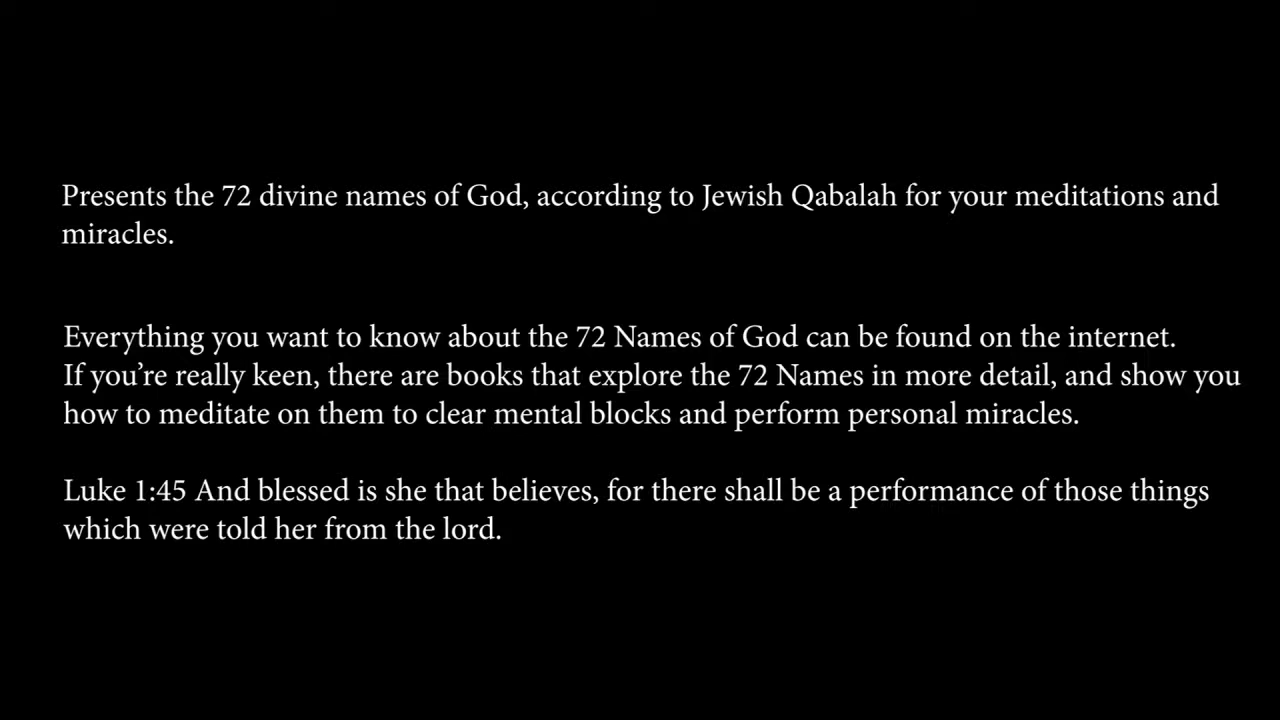 Presents the 72 divine names of God, according to Jewish Qabalah for your meditations and
miracles.
Everything you want to know about the 72 Names of God can be found on the internet.
If you’re really keen, there are books that explore the 72 Names in more detail, and show you
how to meditate on them to clear mental blocks and perform personal miracles.
Luke 1:45 And blessed is she that believes, for there shall be a performance of those things
which were told her from the lord.